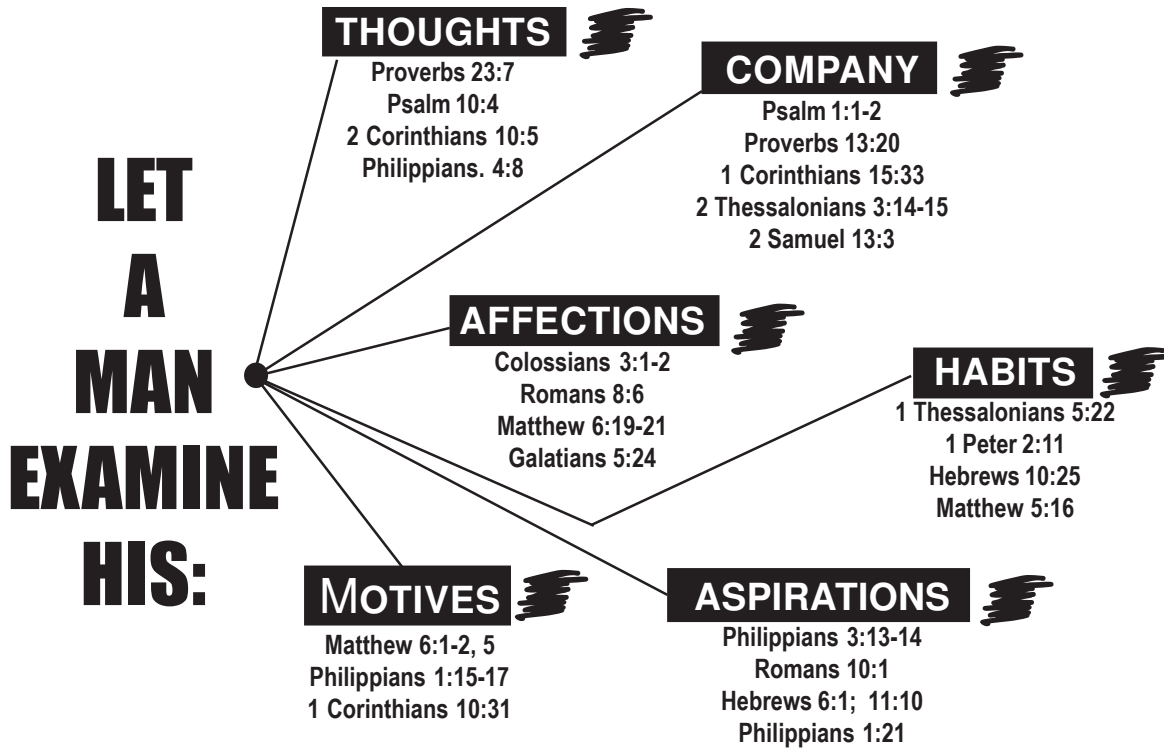 LET
A
MAN
EXAMINE
HIS:
THOUGHTS
Proverbs 23:7
Psalm 10:4
2 Corinthians 10:5
Philippians. 4:8
COMPANY
Psalm 1:1-2
Proverbs 13:20
1 Corinthians 15:33
2 Thessalonians 3:14-15
2 Samuel 13:3
AFFECTIONS
Colossians 3:1-2
Romans 8:6
Matthew 6:19-21
Galatians 5:24
HABITS
1 Thessalonians 5:22
1 Peter 2:11
Hebrews 10:25
Matthew 5:16
MOTIVES
Matthew 6:1-2, 5
Philippians 1:15-17
1 Corinthians 10:31
ASPIRATIONS
Philippians 3:13-14
Romans 10:1
Hebrews 6:1; 11:10
Philippians 1:21